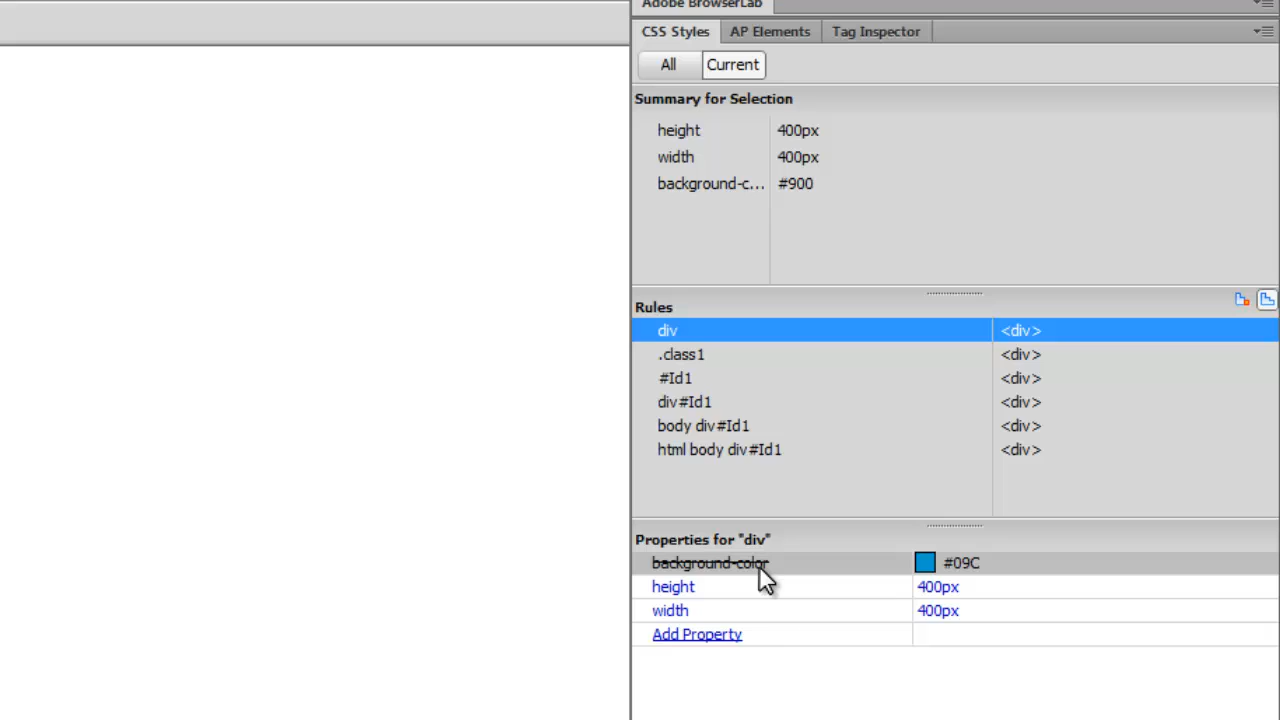 Adobe BrowserLab
CSS Styles AP Elements Tag Inspector
All Current
Summary for Selection
height 400px
width 400px
background-c... #900
Rules
div <div>
.class1 <div>
#Id1 <div>
div#Id1 <div>
body div#Id1 <div>
html body div#Id1 <div>
Properties for "div"
background-color #09C
height 400px
width 400px
Add Property